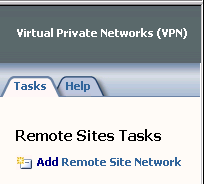 Virtual Private Networks (VPN)
Tasks Help
Remote Sites Tasks
Add Remote Site Network